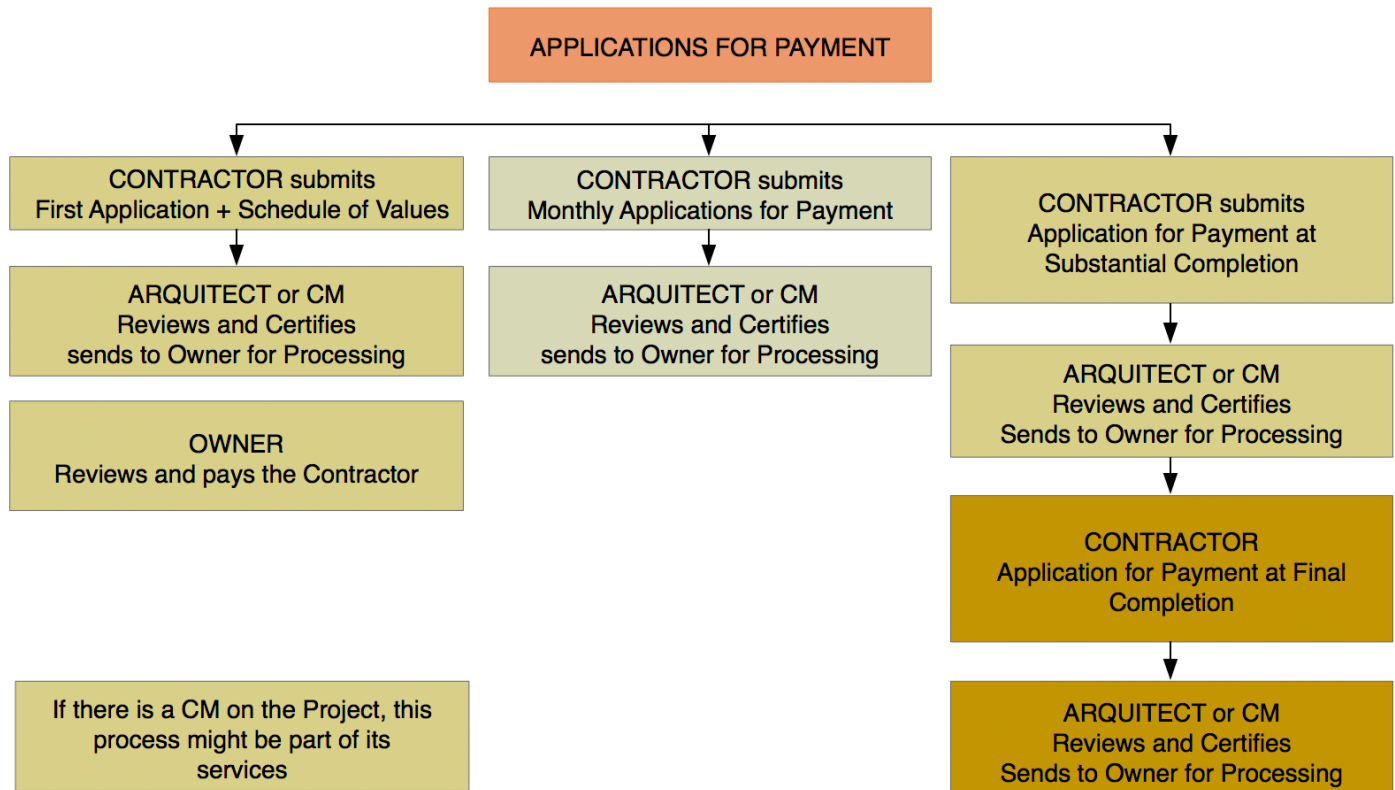 APPLICATIONS FOR PAYMENT
CONTRACTOR submits
First Application + Schedule of Values
ARQUITECT or CM
Reviews and Certifies
sends to Owner for Processing
OWNER
Reviews and pays the Contractor
If there is a CM on the Project, this
process might be part of its
services
CONTRACTOR submits
Monthly Applications for Payment
ARQUITECT or CM
Reviews and Certifies
sends to Owner for Processing
CONTRACTOR submits
Application for Payment at
Substantial Completion
ARQUITECT or CM
Reviews and Certifies
Sends to Owner for Processing
CONTRACTOR
Application for Payment at Final
Completion
ARQUITECT or CM
Reviews and Certifies
Sends to Owner for Processing